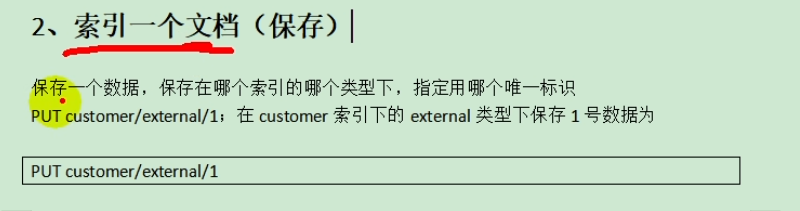 2、索引一个文档（保存）
保存一个数据，保存在哪个索引的哪个类型下，指定用哪个唯一标识
PUT customer/external/1；在 customer 索引下的 external 类型下保存 1 号数据为
PUT customer/external/1